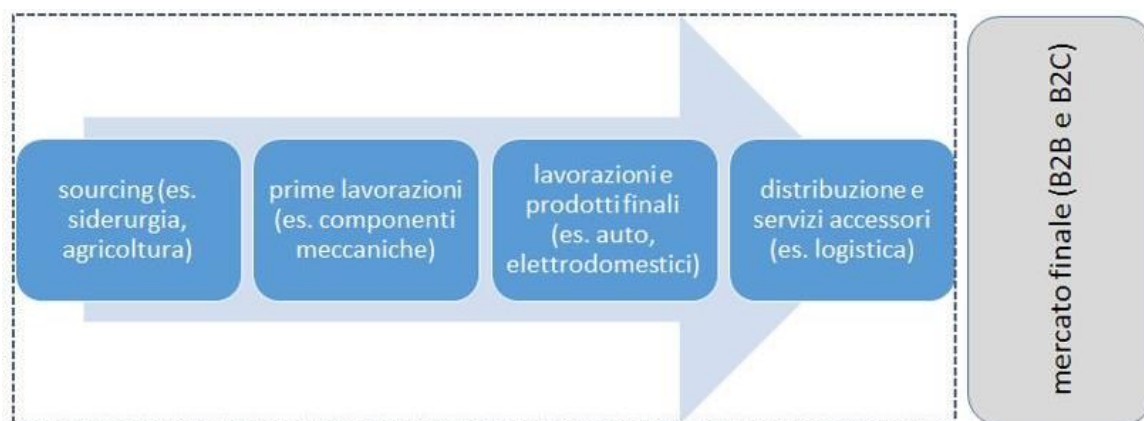 sourcing (es.
siderurgia,
agricoltura)
prime lavorazioni
(es. componenti
meccaniche)
lavorazioni e
prodotti finali
(es. auto,
elettrodomestici)
distribuzione e
servizi accessori
(es. logistica)
mercato finale (B2B e B2C)